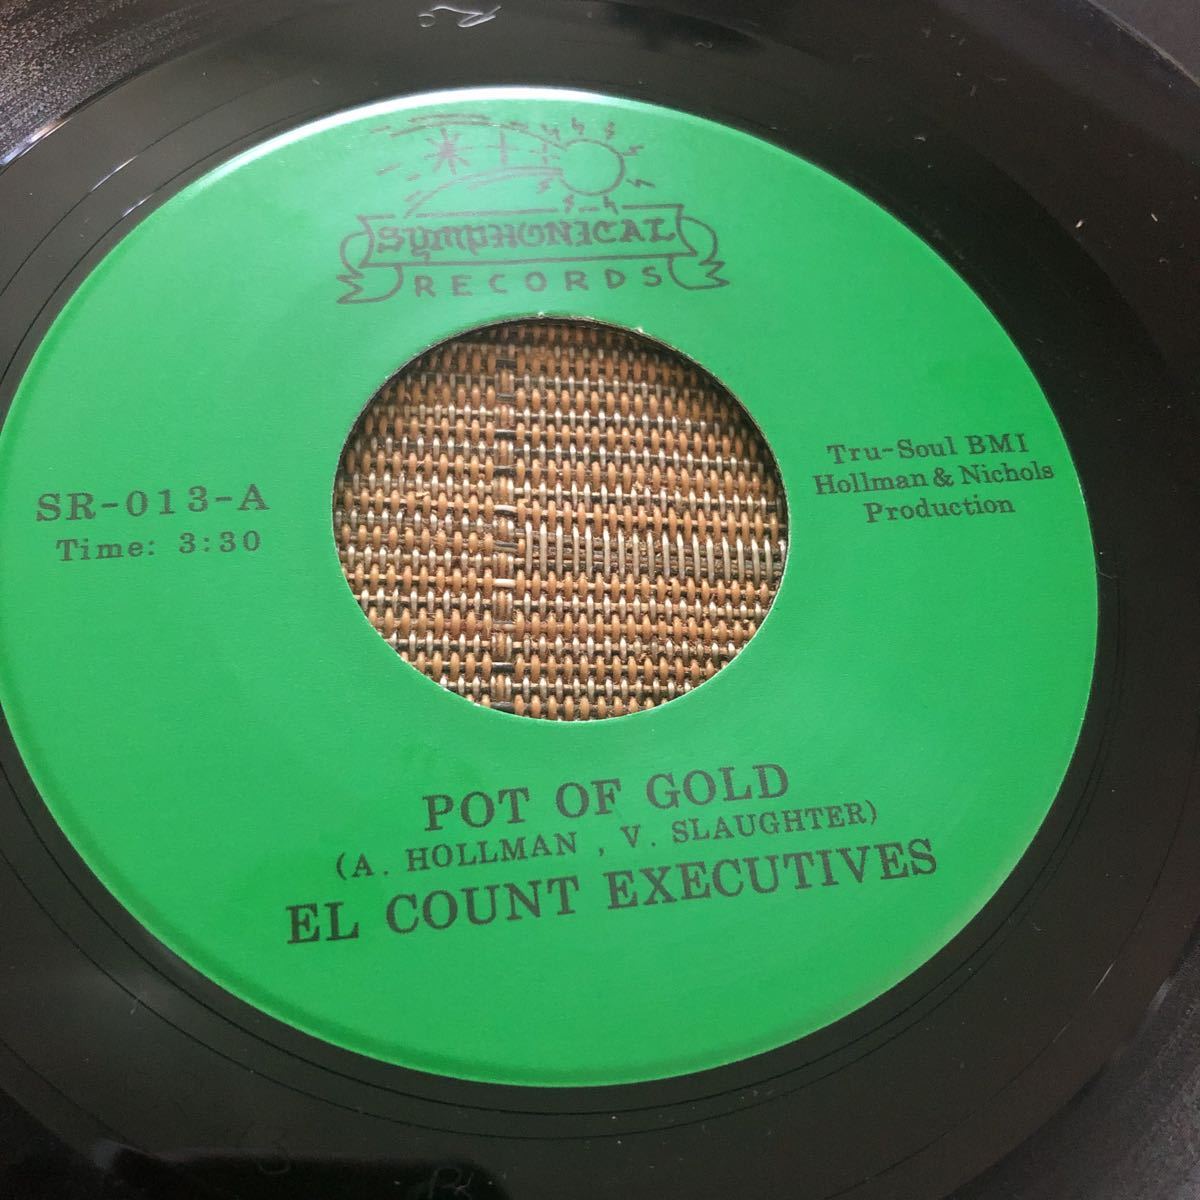 SYMPHONICAL
RECORDS
SR-013-A
Time: 3:30
Tru-Soul BMI
Hollman & Nichols
Production
POT OF GOLD
(A. HOLLMAN , V. SLAUGHTER)
EL COUNT EXECUTIVES